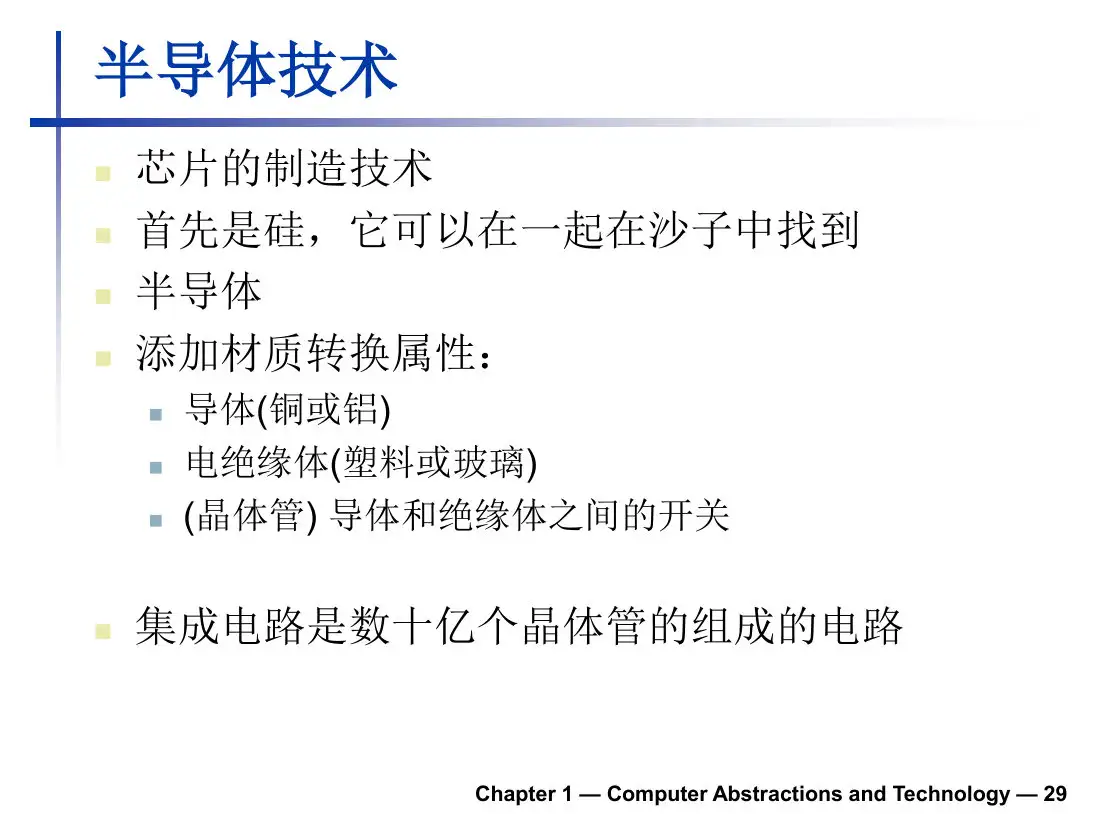 半导体技术
芯片的制造技术
首先是硅，它可以在一起在沙子中找到
半导体
添加材质转换属性：
导体(铜或铝)
电绝缘体(塑料或玻璃)
(晶体管) 导体和绝缘体之间的开关
集成电路是数十亿个晶体管的组成的电路
Chapter 1 — Computer Abstractions and Technology — 29